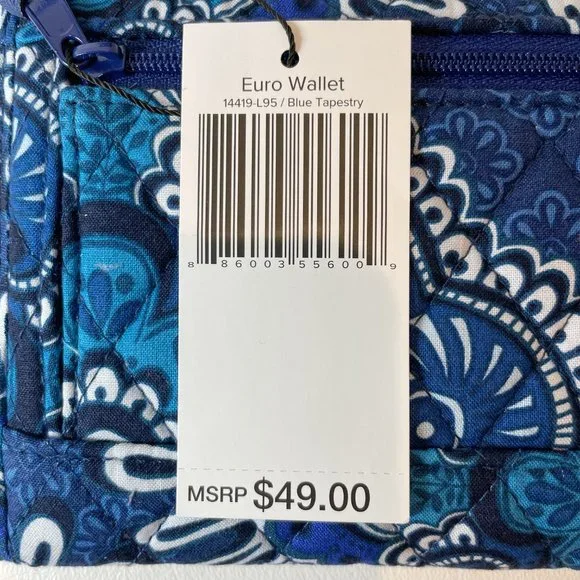 Euro Wallet
14419-L95 / Blue Tapestry
8 86003 55600 9
MSRP $49.00